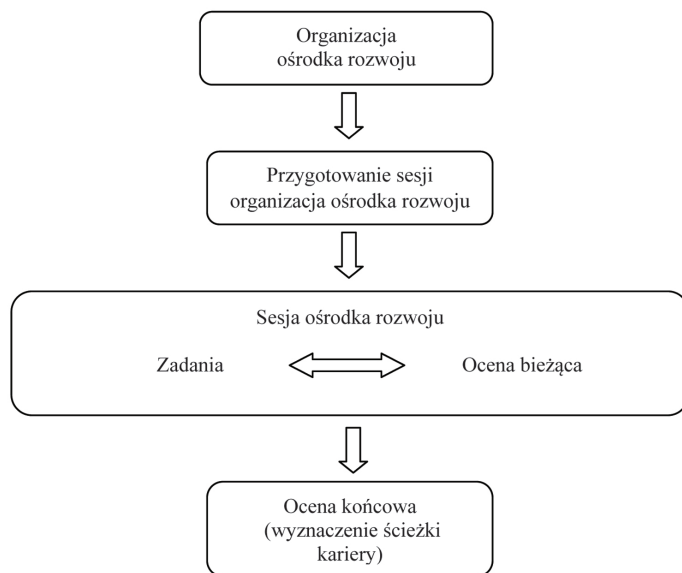 Organizacja
ośrodka rozwoju
Przygotowanie sesji
organizacja ośrodka rozwoju
Sesja ośrodka rozwoju
Zadania
Ocena bieżąca
Ocena końcowa
(wyznaczenie ścieżki
kariery)